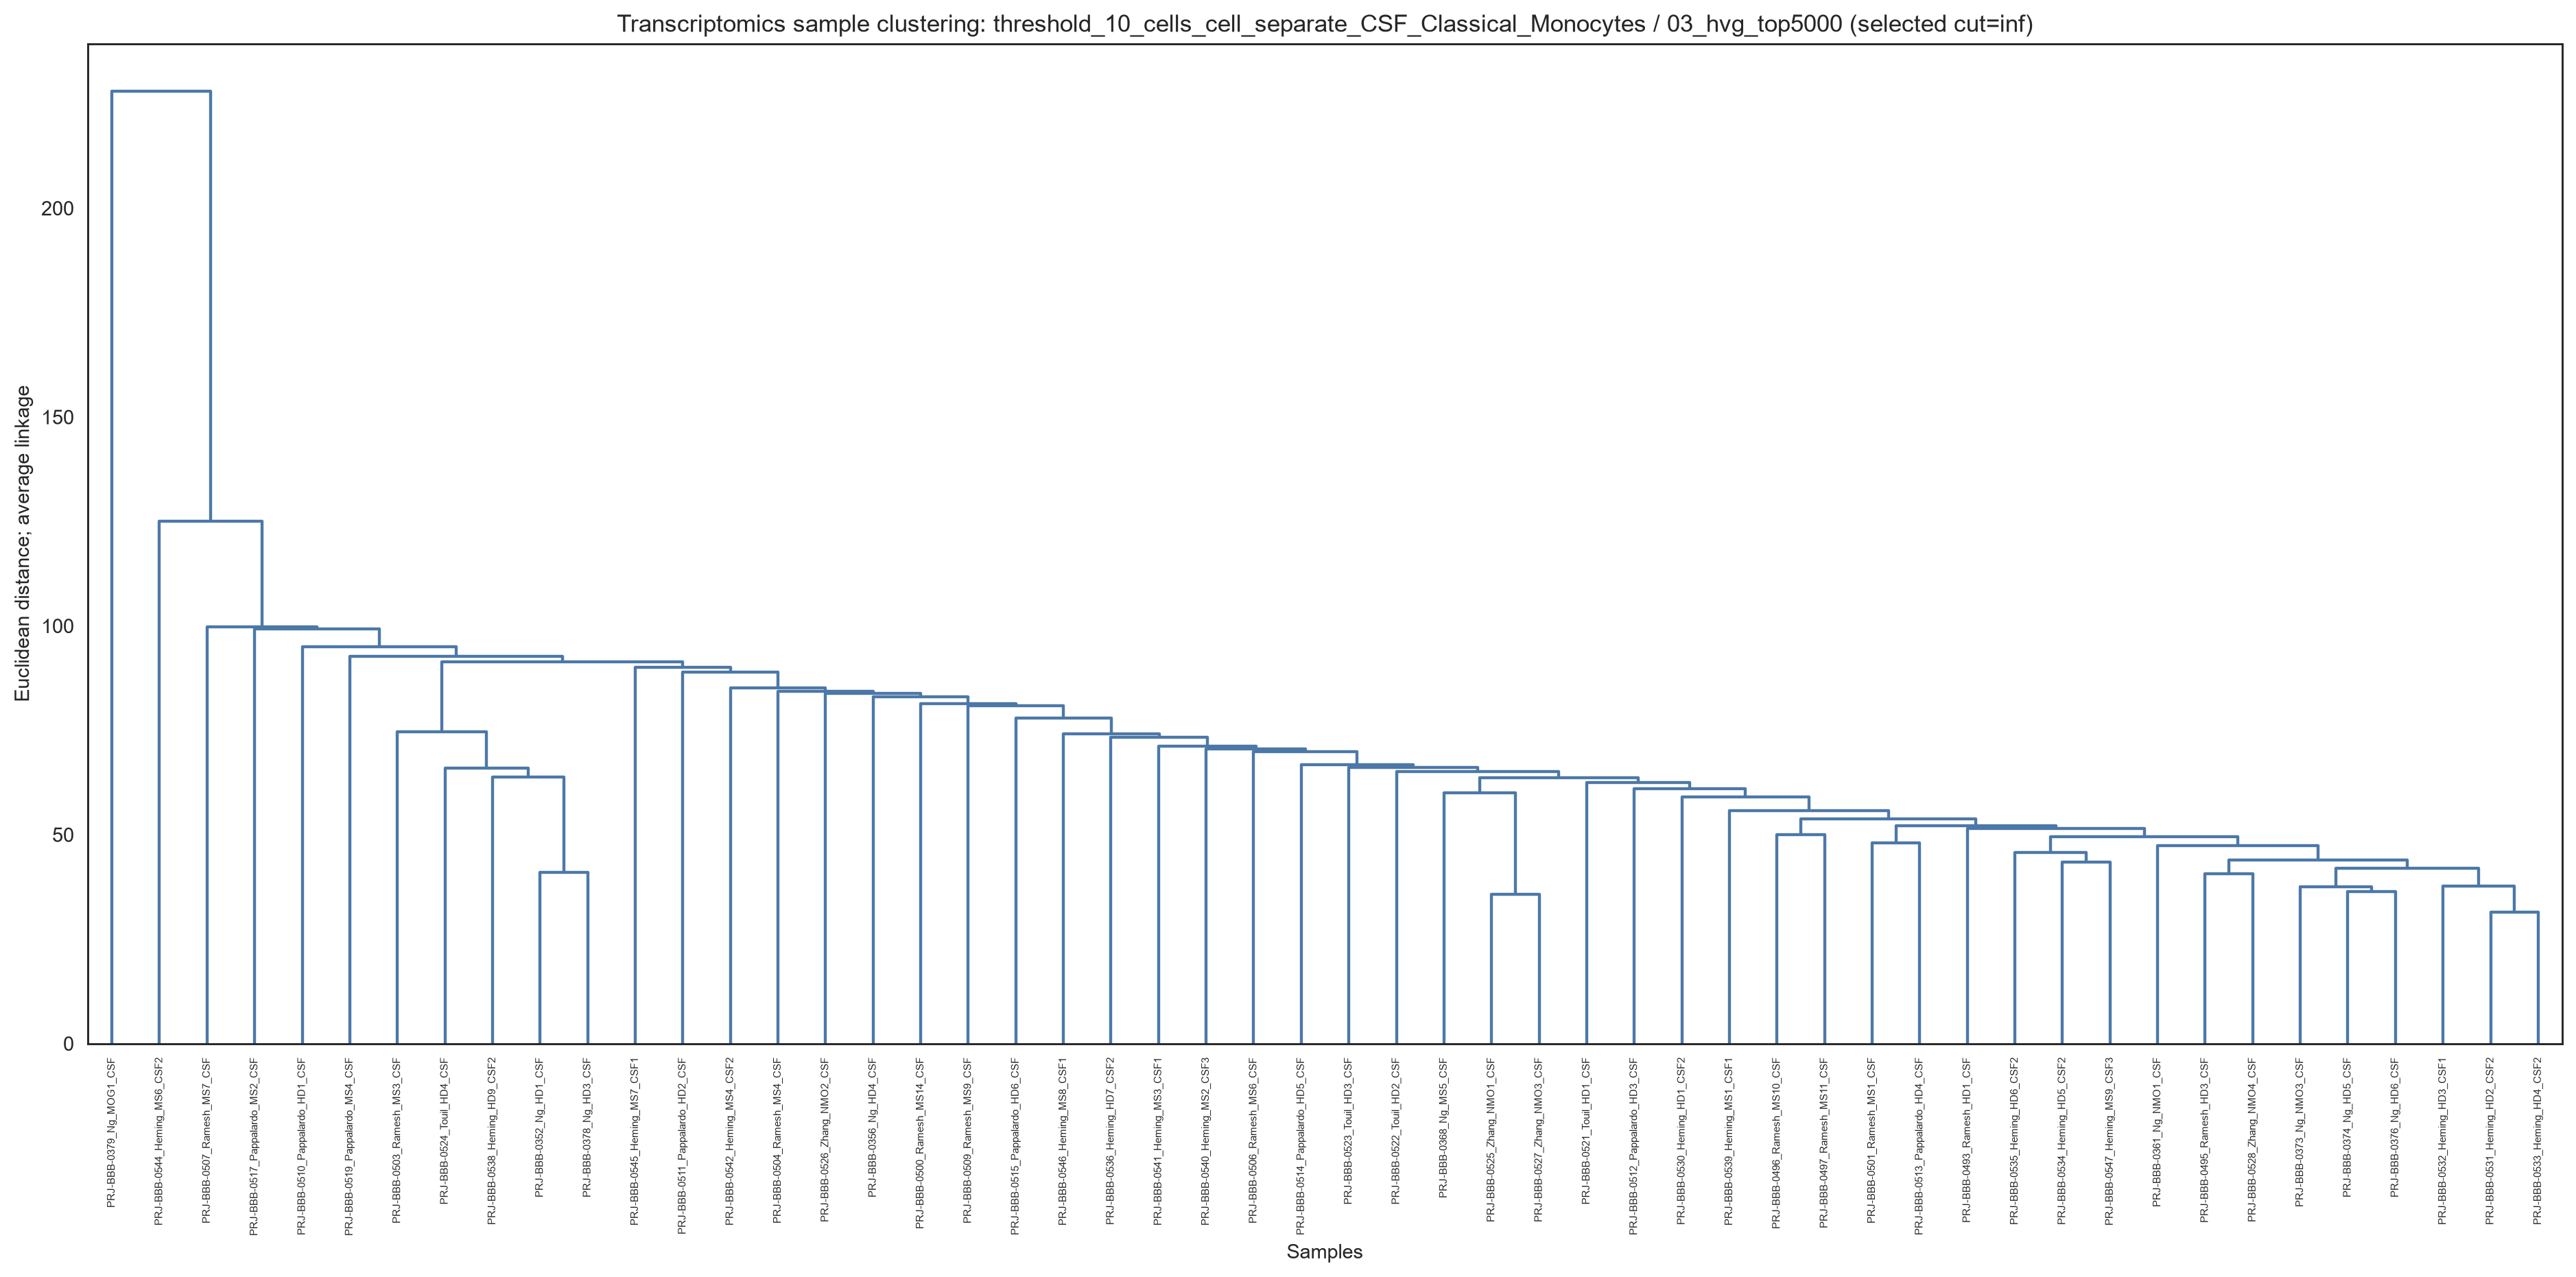 Transcriptomics sample clustering: threshold_10_cells_cell_separate_CSF_Classical_Monocytes / 03_hvg_top5000 (selected cut=inf)
Euclidean distance; average linkage
200
150
100
50
0
PRJ-BBB-0379_Ng_MOG1_CSF
PRJ-BBB-0544_Heming_MS6_CSF2
PRJ-BBB-0507_Ramesh_MS7_CSF
PRJ-BBB-0517_Pappalardo_MS2_CSF
PRJ-BBB-0510_Pappalardo_HD1_CSF
PRJ-BBB-0519_Pappalardo_MS4_CSF
PRJ-BBB-0503_Ramesh_MS3_CSF
PRJ-BBB-0524_Touil_HD4_CSF
PRJ-BBB-0538_Heming_HD9_CSF2
PRJ-BBB-0352_Ng_HD1_CSF
PRJ-BBB-0378_Ng_HD3_CSF
PRJ-BBB-0545_Heming_MS7_CSF1
PRJ-BBB-0511_Pappalardo_HD2_CSF
PRJ-BBB-0542_Heming_MS4_CSF2
PRJ-BBB-0504_Ramesh_MS4_CSF
PRJ-BBB-0526_Zhang_NMO2_CSF
PRJ-BBB-0356_Ng_HD4_CSF
PRJ-BBB-0500_Ramesh_MS14_CSF
PRJ-BBB-0509_Ramesh_MS9_CSF
PRJ-BBB-0515_Pappalardo_HD6_CSF
PRJ-BBB-0546_Heming_MS8_CSF1
PRJ-BBB-0536_Heming_HD7_CSF2
PRJ-BBB-0541_Heming_MS3_CSF1
PRJ-BBB-0540_Heming_MS2_CSF3
PRJ-BBB-0506_Ramesh_MS6_CSF
PRJ-BBB-0514_Pappalardo_HD5_CSF
PRJ-BBB-0523_Touil_HD3_CSF
PRJ-BBB-0522_Touil_HD2_CSF
PRJ-BBB-0368_Ng_MS5_CSF
PRJ-BBB-0525_Zhang_NMO1_CSF
PRJ-BBB-0527_Zhang_NMO3_CSF
PRJ-BBB-0521_Touil_HD1_CSF
PRJ-BBB-0512_Pappalardo_HD3_CSF
PRJ-BBB-0530_Heming_HD1_CSF2
PRJ-BBB-0539_Heming_MS1_CSF1
PRJ-BBB-0496_Ramesh_MS10_CSF
PRJ-BBB-0497_Ramesh_MS11_CSF
PRJ-BBB-0501_Ramesh_MS1_CSF
PRJ-BBB-0513_Pappalardo_HD4_CSF
PRJ-BBB-0493_Ramesh_HD1_CSF
PRJ-BBB-0535_Heming_HD6_CSF2
PRJ-BBB-0534_Heming_HD5_CSF2
PRJ-BBB-0547_Heming_MS9_CSF3
PRJ-BBB-0361_Ng_NMO1_CSF
PRJ-BBB-0495_Ramesh_HD3_CSF
PRJ-BBB-0528_Zhang_NMO4_CSF
PRJ-BBB-0373_Ng_NMO3_CSF
PRJ-BBB-0374_Ng_HD5_CSF
PRJ-BBB-0376_Ng_HD6_CSF
PRJ-BBB-0532_Heming_HD3_CSF1
PRJ-BBB-0531_Heming_HD2_CSF2
PRJ-BBB-0533_Heming_HD4_CSF2
Samples